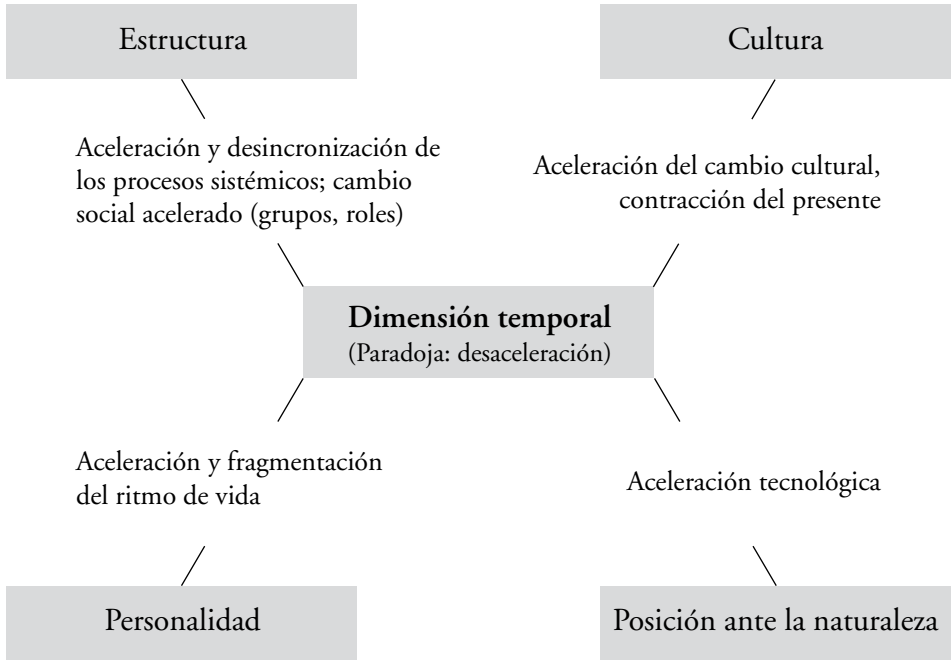 Estructura
Cultura
Aceleración y desincronización de
los procesos sistémicos; cambio
social acelerado (grupos, roles)
Aceleración del cambio cultural,
contracción del presente
Dimensión temporal
(Paradoja: desaceleración)
Aceleración y fragmentación
del ritmo de vida
Aceleración tecnológica
Personalidad
Posición ante la naturaleza